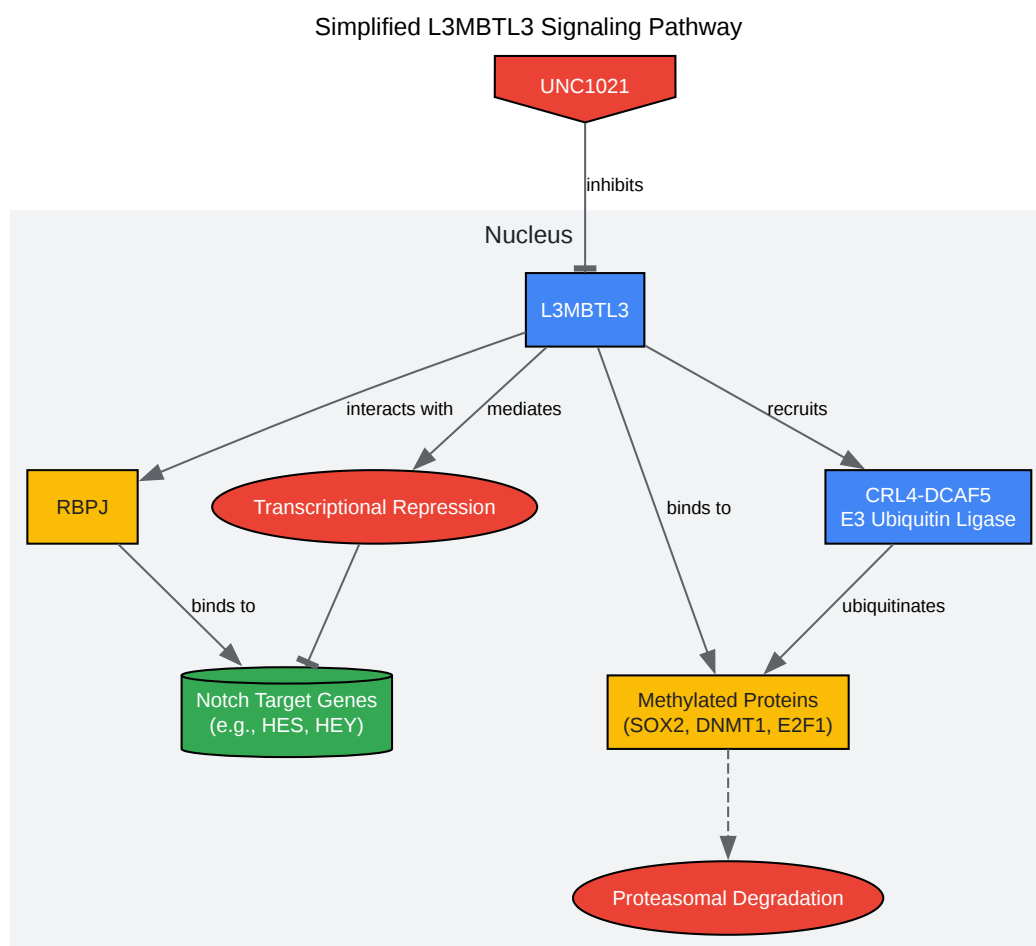 Simplified L3MBTL3 Signaling Pathway
UNC1021
inhibits
Nucleus
L3MBTL3
interacts with
mediates
recruits
RBPJ
Transcriptional Repression
binds to
CRL4-DCAF5
E3 Ubiquitin Ligase
binds to
ubiquitinates
Notch Target Genes
(e.g., HES, HEY)
Methylated Proteins
(SOX2, DNMT1, E2F1)
Proteasomal Degradation